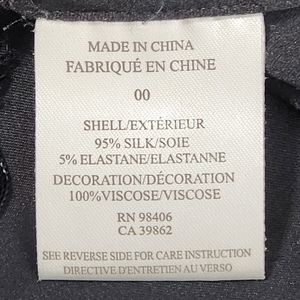 MADE IN CHINA
FABRIQUÉ EN CHINE
00
SHELL/EXTÉRIEUR
95% SILK/SOIE
5% ELASTANE/ELASTANNE
DECORATION/DÉCORATION
100%VISCOSE/VISCOSE
RN 98406
CA 39862
SEE REVERSE SIDE FOR CARE INSTRUCTION
DIRECTIVE D'ENTRETIEN AU VERSO